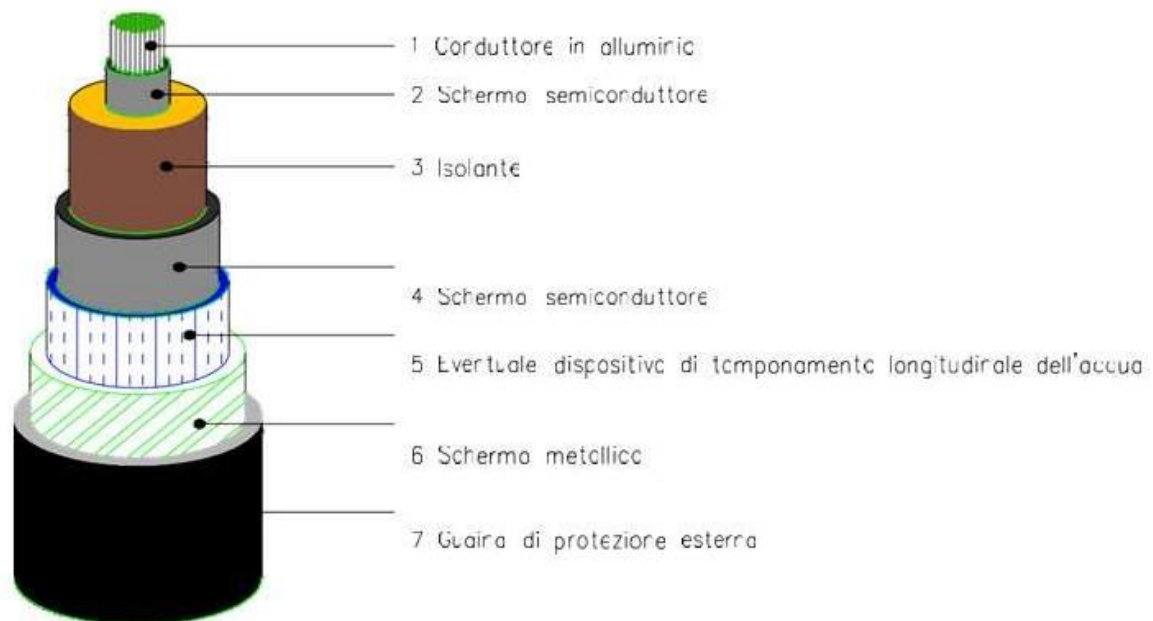 1 Conduttore in alluminio
2 Schermo semiconduttore
3 Isolante
4 Schermo semiconduttore
5 Eventuale dispositivo di tamponamento longitudinale dell'acqua
6 Schermo metallico
7 Guaina di protezione esterna